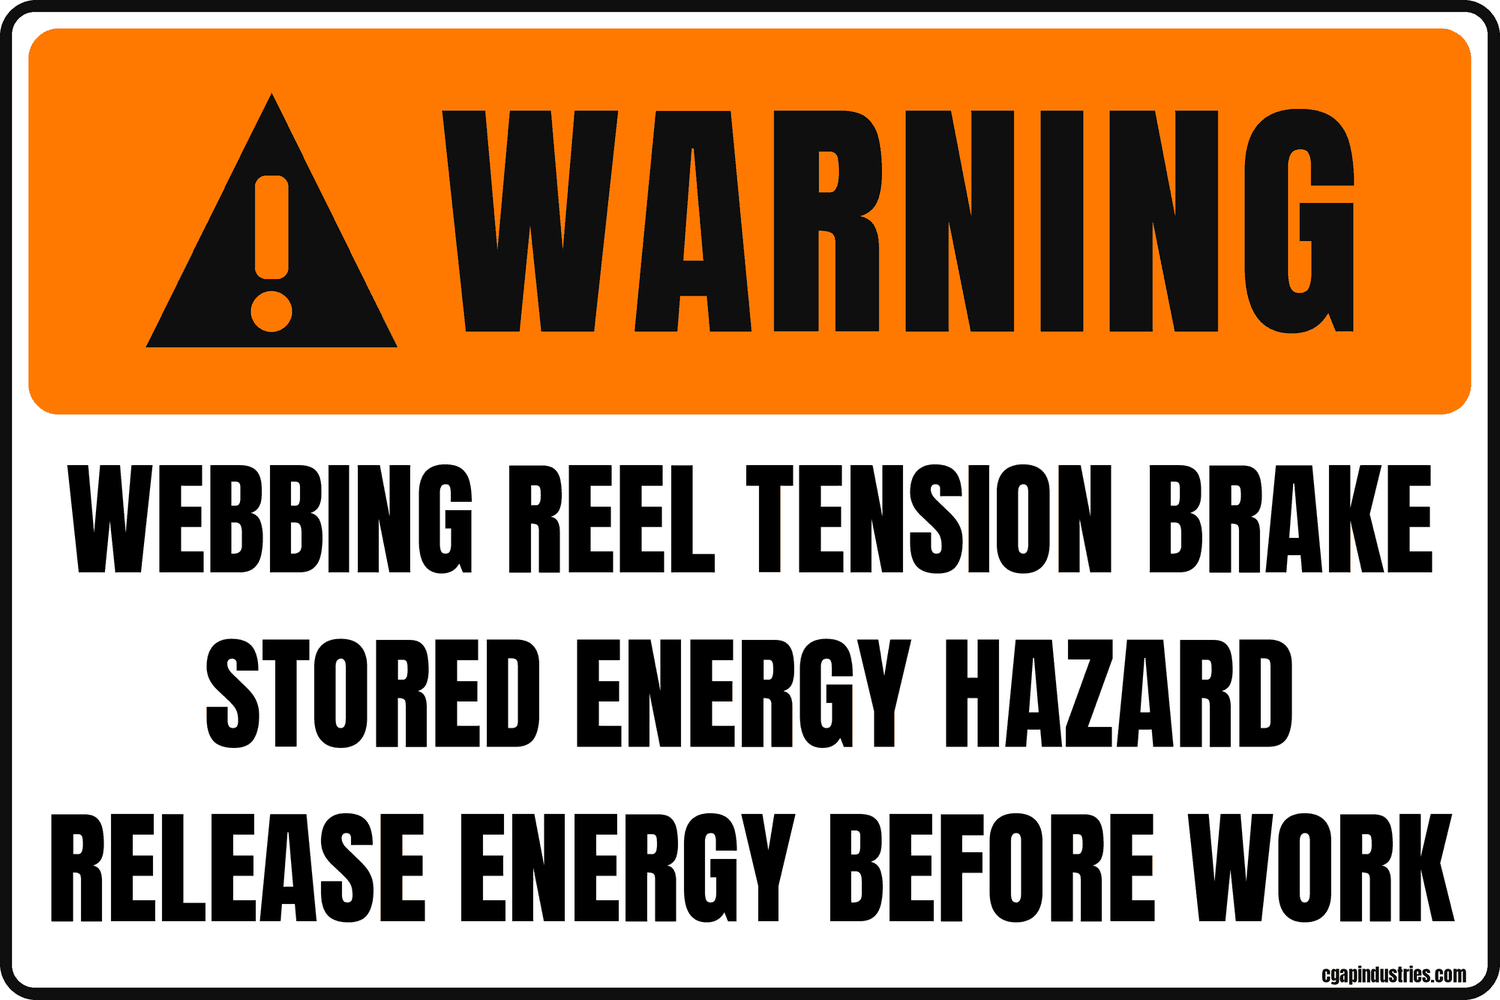 WARNING
WEBBING REEL TENSION BRAKE
STORED ENERGY HAZARD
RELEASE ENERGY BEFORE WORK
cgapindustries.com